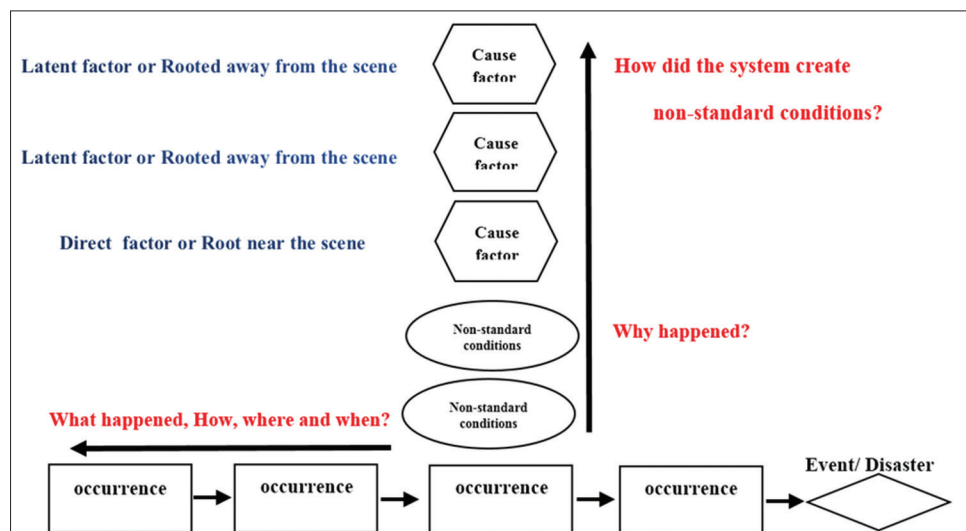 Cause
factor
Latent factor or Rooted away from the scene
How did the system create
non-standard conditions?
Cause
factor
Latent factor or Rooted away from the scene
Cause
factor
Direct factor or Root near the scene
Non-standard
conditions
Why happened?
Non-standard
conditions
What happened, How, where and when?
occurrence
occurrence
occurrence
occurrence
Event/ Disaster